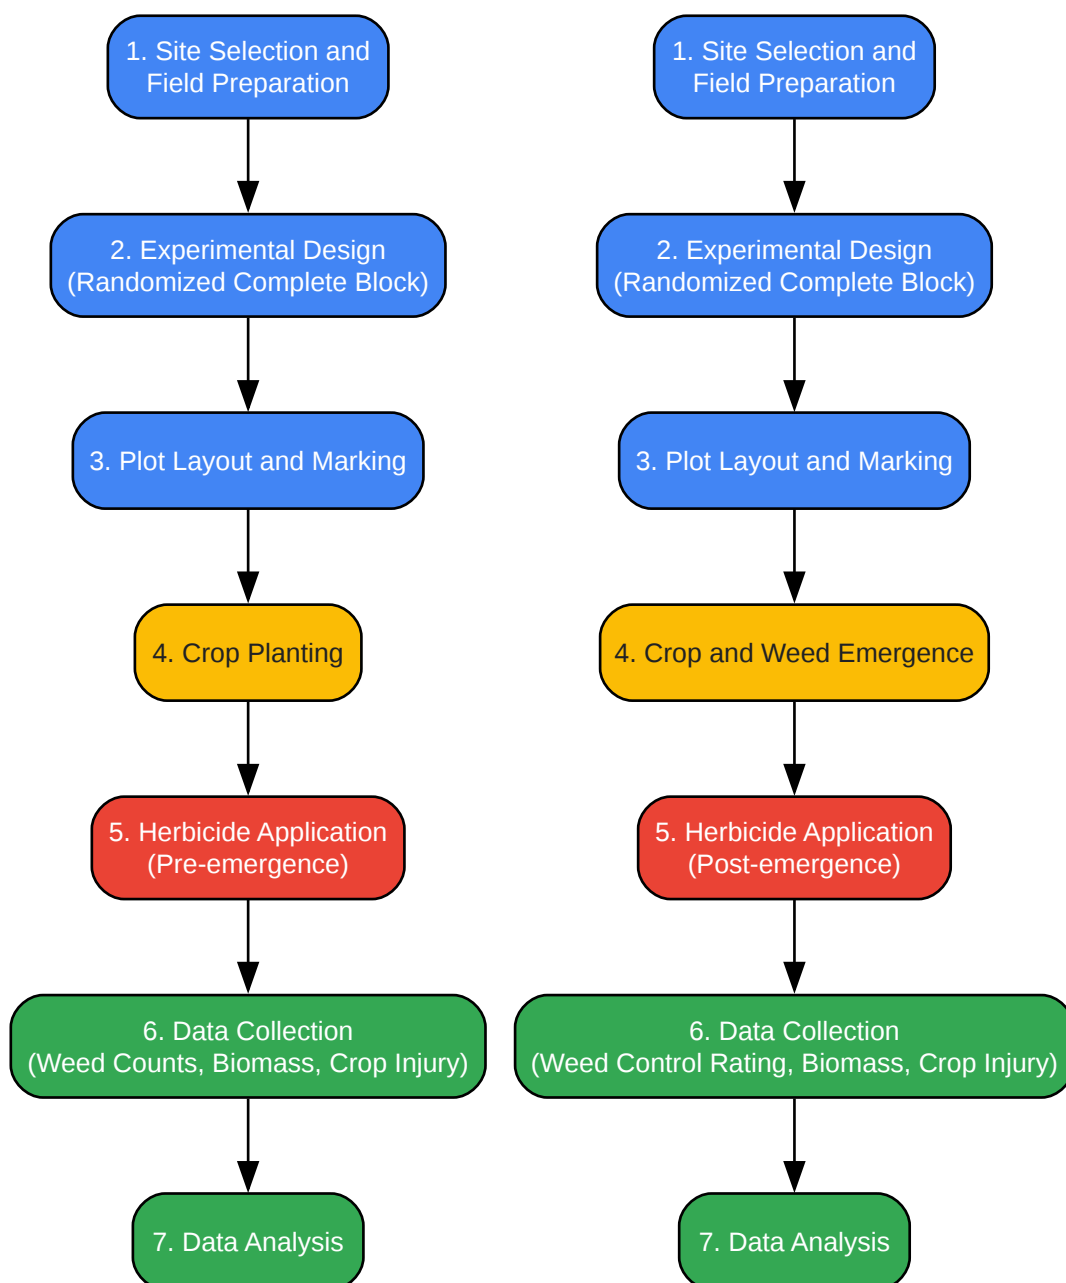 1. Site Selection and
Field Preparation
2. Experimental Design
(Randomized Complete Block)
3. Plot Layout and Marking
4. Crop Planting
5. Herbicide Application
(Pre-emergence)
6. Data Collection
(Weed Counts, Biomass, Crop Injury)
7. Data Analysis
1. Site Selection and
Field Preparation
2. Experimental Design
(Randomized Complete Block)
3. Plot Layout and Marking
4. Crop and Weed Emergence
5. Herbicide Application
(Post-emergence)
6. Data Collection
(Weed Control Rating, Biomass, Crop Injury)
7. Data Analysis